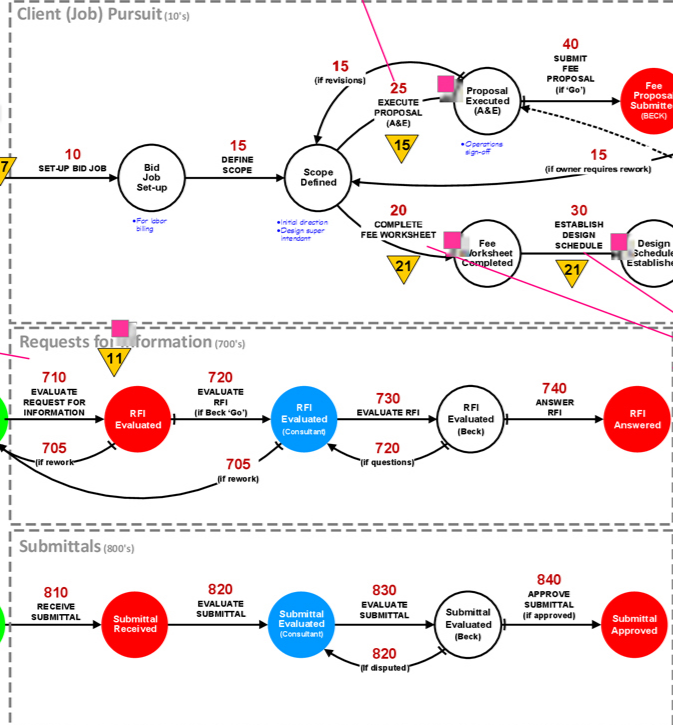 Client (Job) Pursuit (10's)
40
SUBMIT
FEE
PROPOSAL
(if 'Go')
15
(if revisions)
25
EXECUTE
PROPOSAL
(A&E)
15
Proposal
Executed
(A&E)
•Operations
sign-off
Fee
Proposa
Submitte
(BECK)
7
10
SET-UP BID JOB
Bid
Job
Set-up
•For labor
billing
15
DEFINE
SCOPE
Scope
Defined
•Initial direction
•Design super
intendant
15
(if owner requires rework)
20
COMPLETE
FEE WORKSHEET
21
Fee
orksheet
Completed
30
ESTABLISH
DESIGN
SCHEDULE
21
Design
Schedule
Establishe
Requests for Information (700's)
11
710
EVALUATE
REQUEST FOR
INFORMATION
RFI
Evaluated
720
EVALUATE
RFI
(if Beck 'Go')
RFI
Evaluated
(Consultant)
730
EVALUATE RFI
RFI
Evaluated
(Beck)
740
ANSWER
RFI
RFI
Answered
705
(if rework
705
(if rework)
720
(if questions)
Submittals (800's)
810
RECEIVE
SUBMITTAL
Submittal
Received
820
EVALUATE
SUBMITTAL
Submittal
Evaluated
(Consultant)
830
EVALUATE
SUBMITTAL
Submittal
Evaluated
(Beck)
840
APPROVE
SUBMITTAL
(if approved)
Submittal
Approved
820
(If disputed)